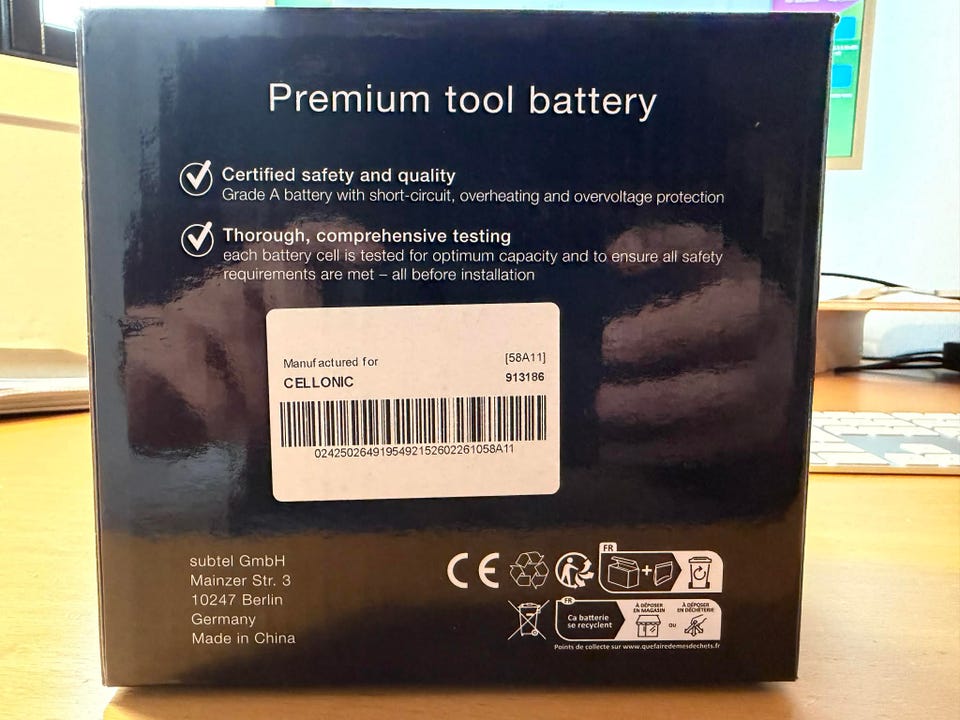 Premium tool battery
Certified safety and quality
Grade A battery with short-circuit, overheating and overvoltage protection
Thorough, comprehensive testing
each battery cell is tested for optimum capacity and to ensure all safety
requirements are met – all before installation
Manufactured for
[58A11]
CELLONIC
913186
0242502649195492152602261058A11
subtel GmbH
Mainzer Str. 3
10247 Berlin
Germany
Made in China
CE
FR
+
FR
Ca batterie
se recyclent
À DÉPOSER
EN MAGASIN
ou
À DÉPOSER
EN DÉCHÈTERIE
Points de collecte sur www.quefairedemesdechets.fr